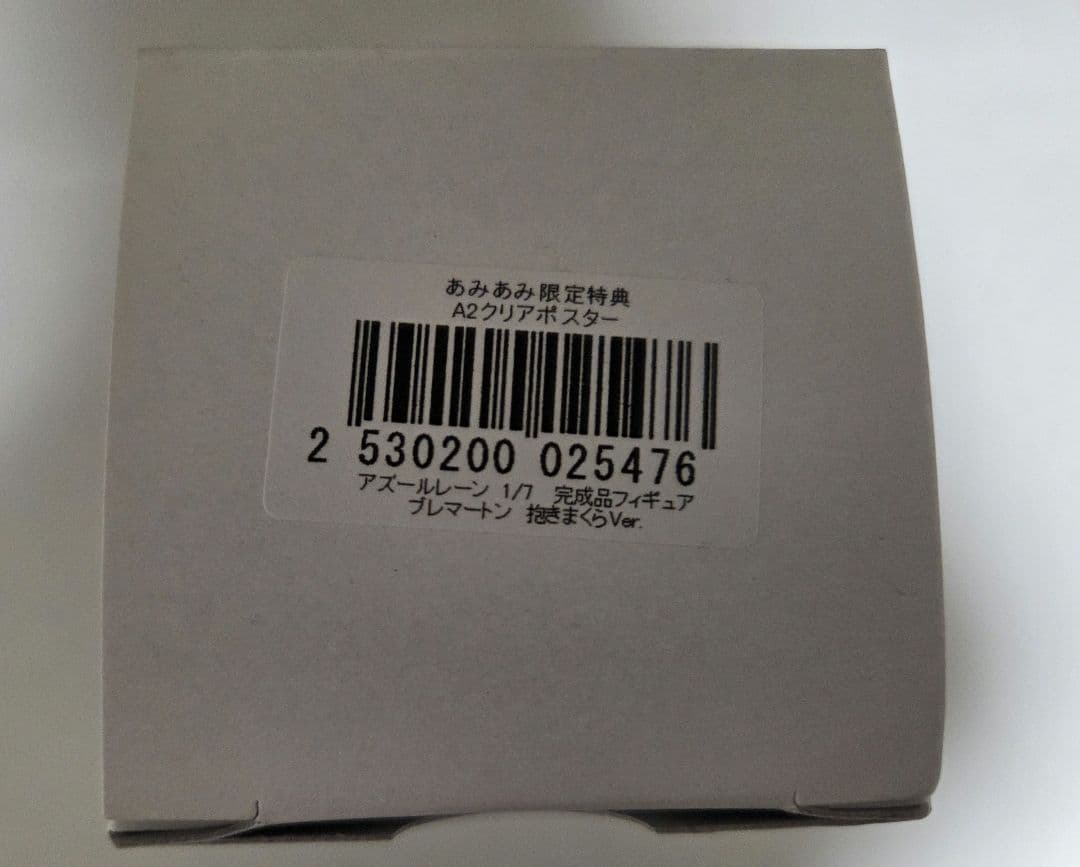 あみあみ限定特典
A2クリアポスター
2 530200 025476
アズールレーン 1/7 完成品フィギュア
ブレマートン 抱きまくらVer.